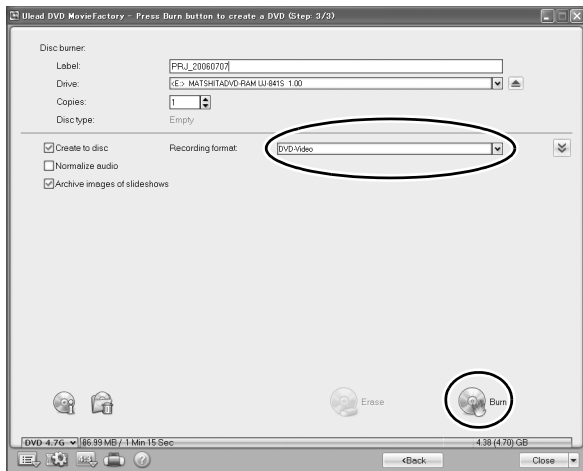 Ulead DVD MovieFactory - Press Burn button to create a DVD (Step: 3/3)
Disc burner:
Label: PRJ_20060707
Drive: <E:> MATSHITADVD-RAM UJ-841S 1.00
Copies: 1
Disc type: Empty
Create to disc Recording format: DVD-Video
Normalize audio
Archive images of slideshows
Erase Burn
DVD 4.7G 86.99 MB / 1 Min 15 Sec 4.38 (4.70) GB
<Back Close